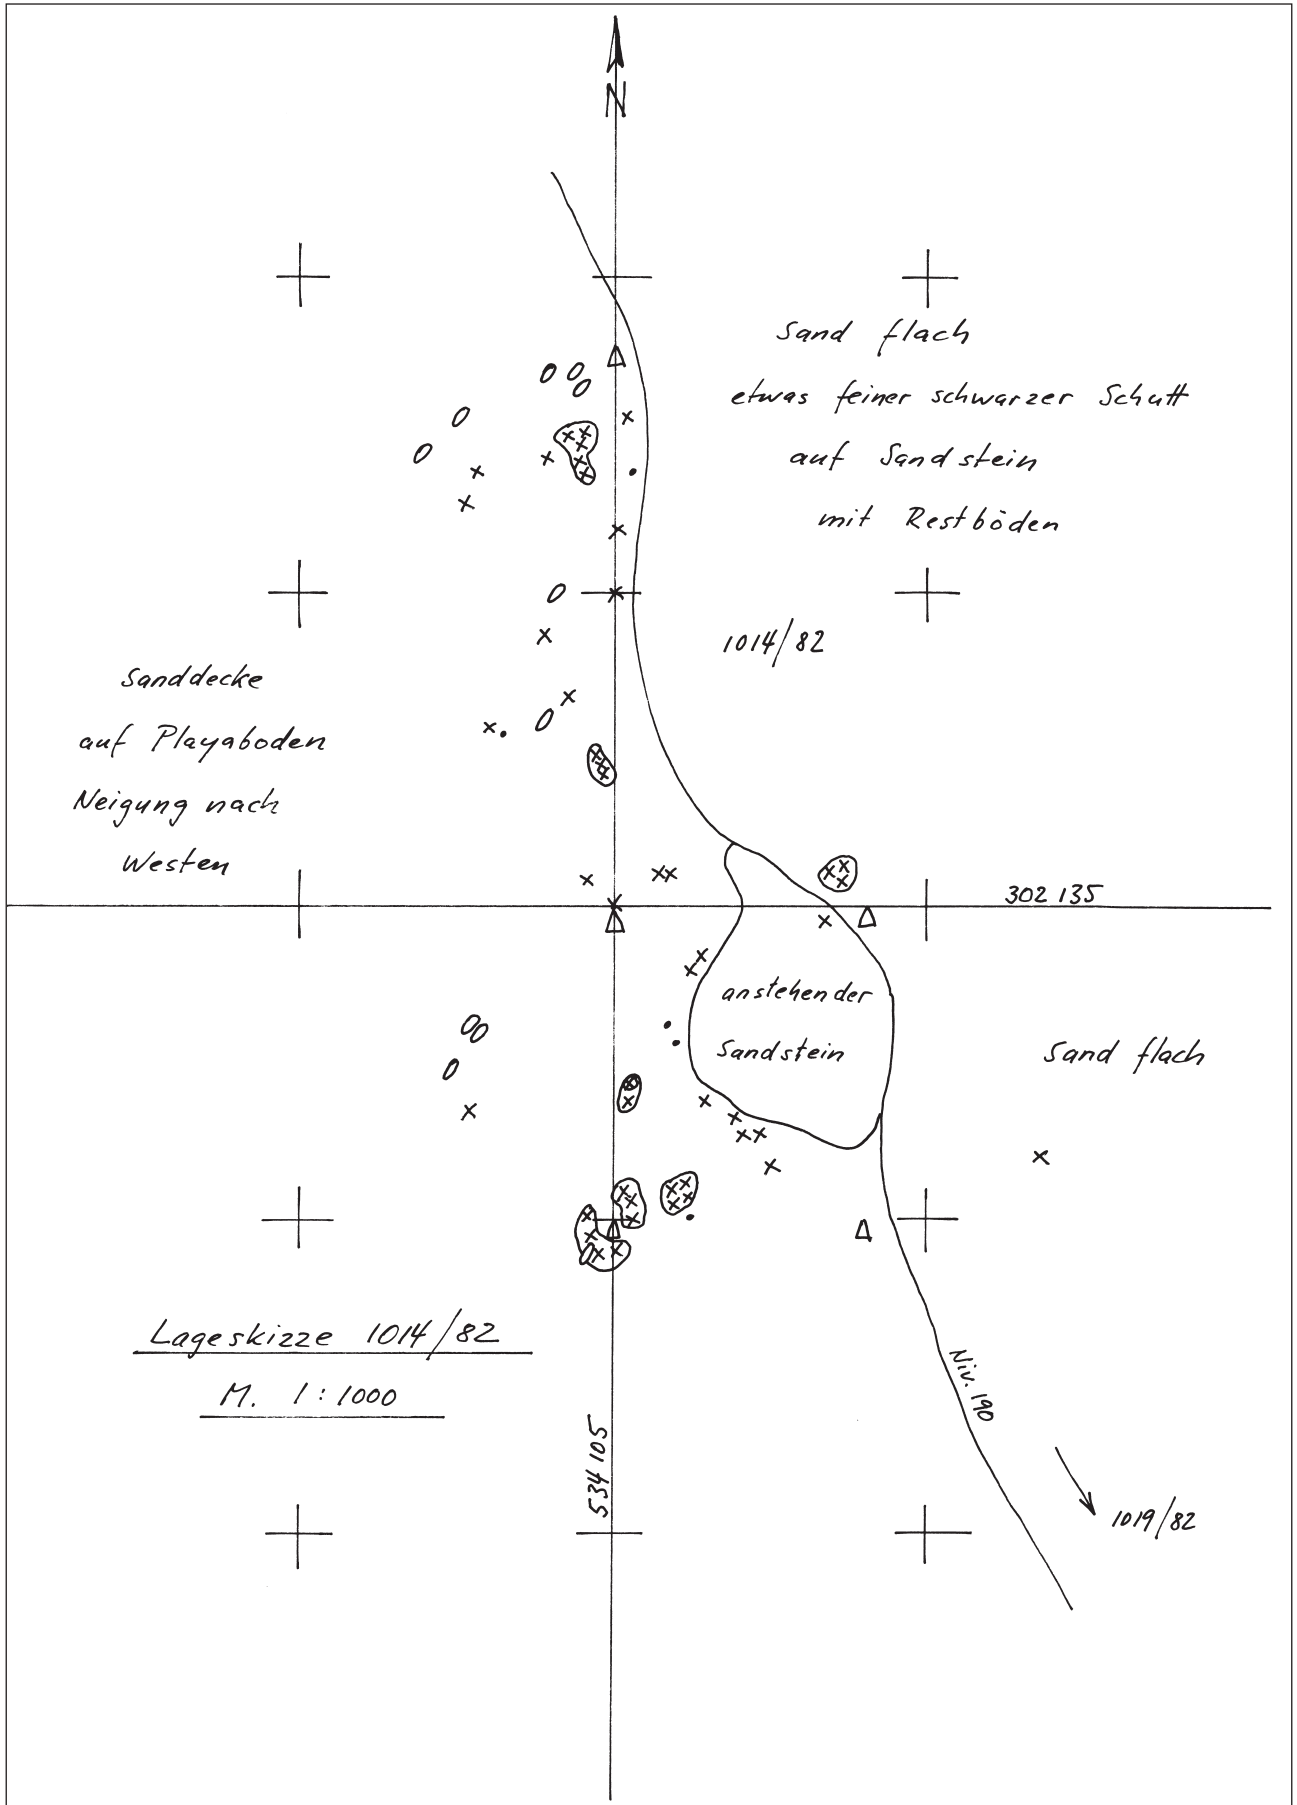 N
Sand flach
etwas feiner schwarzer Schutt
auf Sandstein
mit Restböden
1014/82
Sanddecke
auf Playaboden
Neigung nach
Westen
302 135
anstehender
Sandstein
Sand flach
Lageskizze 1014/82
M. 1:1000
Niv. 190
534 105
1019/82